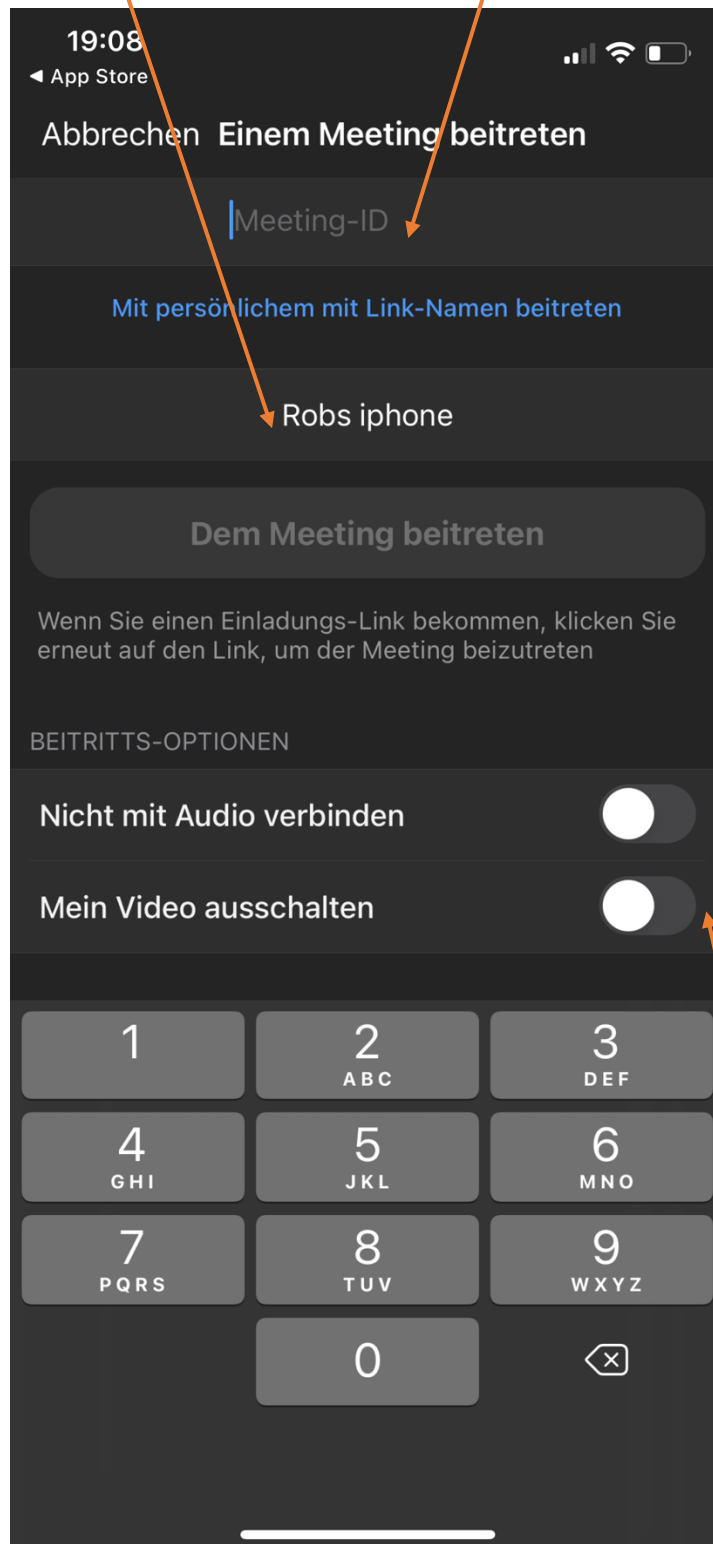 19:08
◀ App Store
Abbrechen Einem Meeting beitreten
Meeting-ID
Mit persönlichem mit Link-Namen beitreten
Robs iphone
Dem Meeting beitreten
Wenn Sie einen Einladungs-Link bekommen, klicken Sie
erneut auf den Link, um der Meeting beizutreten
BEITRITTS-OPTIONEN
Nicht mit Audio verbinden
Mein Video ausschalten
1 2 3
ABC DEF
4 5 6
GHI JKL MNO
7 8 9
PQRS TUV WXYZ
0